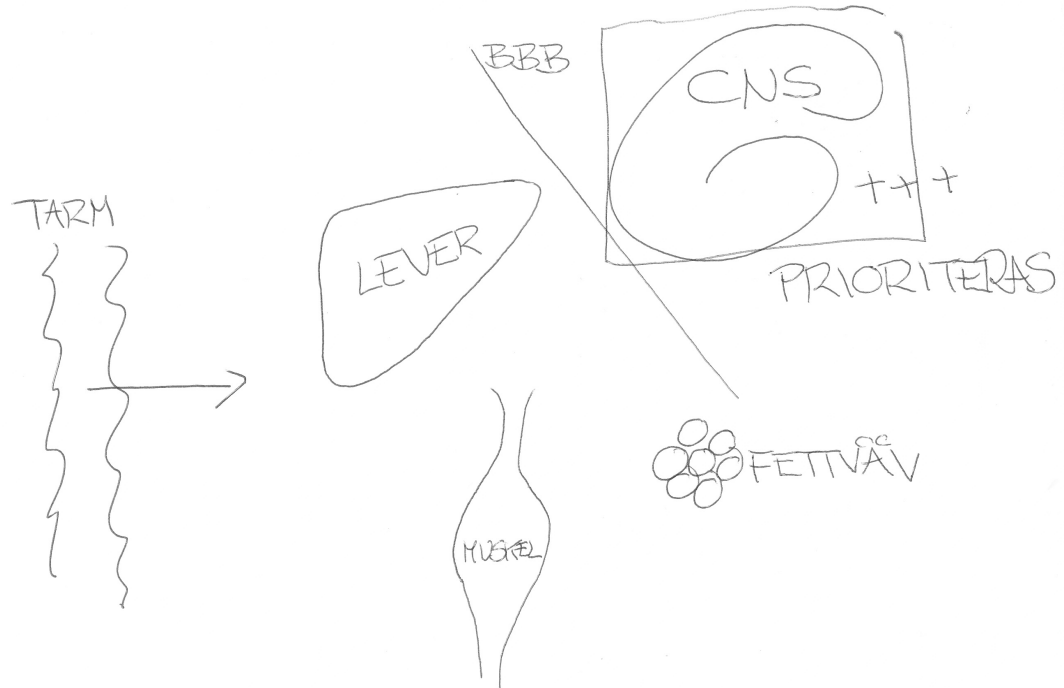 BBB
CNS
+++
PRIORITERAS
TARM
LEVER
FETTVÄV
MUSKEL